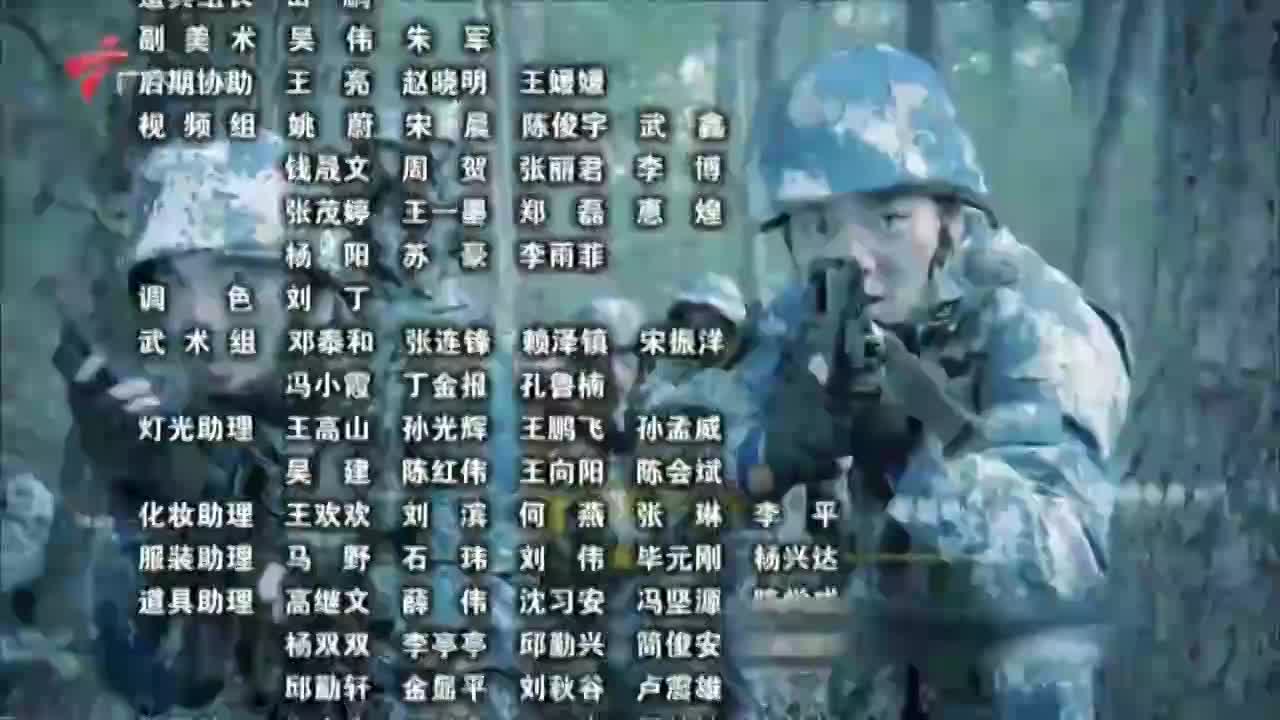 副美术 吴伟 朱军
后期协助 王亮 赵晓明 王媛媛
视频组 姚蔚 宋晨 陈俊宇 武鑫
钱晟文 周贺 张丽君 李博
张茂婷 王一墨 郑磊 惠煌
杨阳 苏豪 李雨菲
调色 刘丁
武术组 邓泰和 张连锋 赖泽镇 宋振洋
冯小霞 丁金报 孔鲁楠
灯光助理 王高山 孙光辉 王鹏飞 孙孟威
吴建 陈红伟 王向阳 陈会斌
化妆助理 王欢欢 刘滨 何燕 张琳 李平
服装助理 马野 石玮 刘伟 毕元刚 杨兴达
道具助理 高继文 薛伟 沈习安 冯坚源
杨双双 李亭亭 邱勤兴 简俊安
邱勤轩 刘秋谷 卢震雄